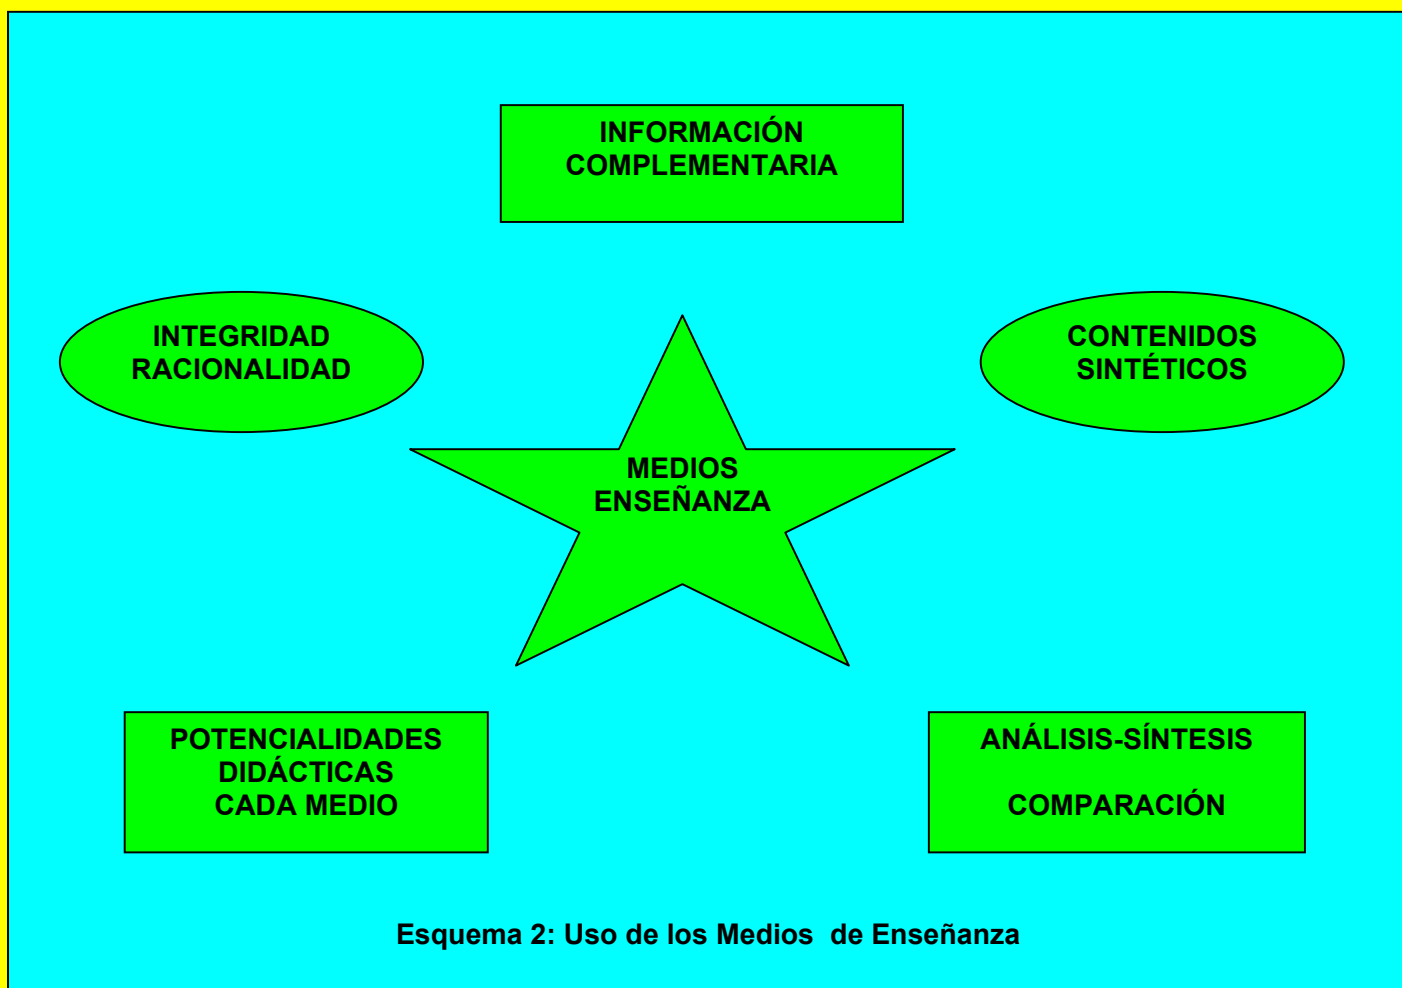 INFORMACIÓN
COMPLEMENTARIA
INTEGRIDAD
RACIONALIDAD
CONTENIDOS
SINTÉTICOS
MEDIOS
ENSEÑANZA
POTENCIALIDADES
DIDÁCTICAS
CADA MEDIO
ANÁLISIS-SÍNTESIS
COMPARACIÓN
Esquema 2: Uso de los Medios  de Enseñanza